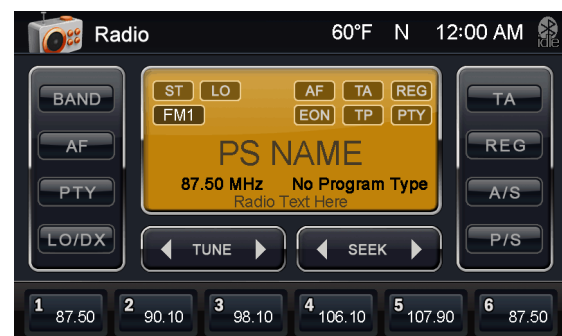 Radio 60°F N 12:00 AM idle
BAND ST LO AF TA REG TA
FM1 EON TP PTY
AF PS NAME REG
PTY 87.50 MHz No Program Type A/S
Radio Text Here
LO/DX TUNE SEEK P/S
1 87.50 2 90.10 3 98.10 4 106.10 5 107.90 6 87.50